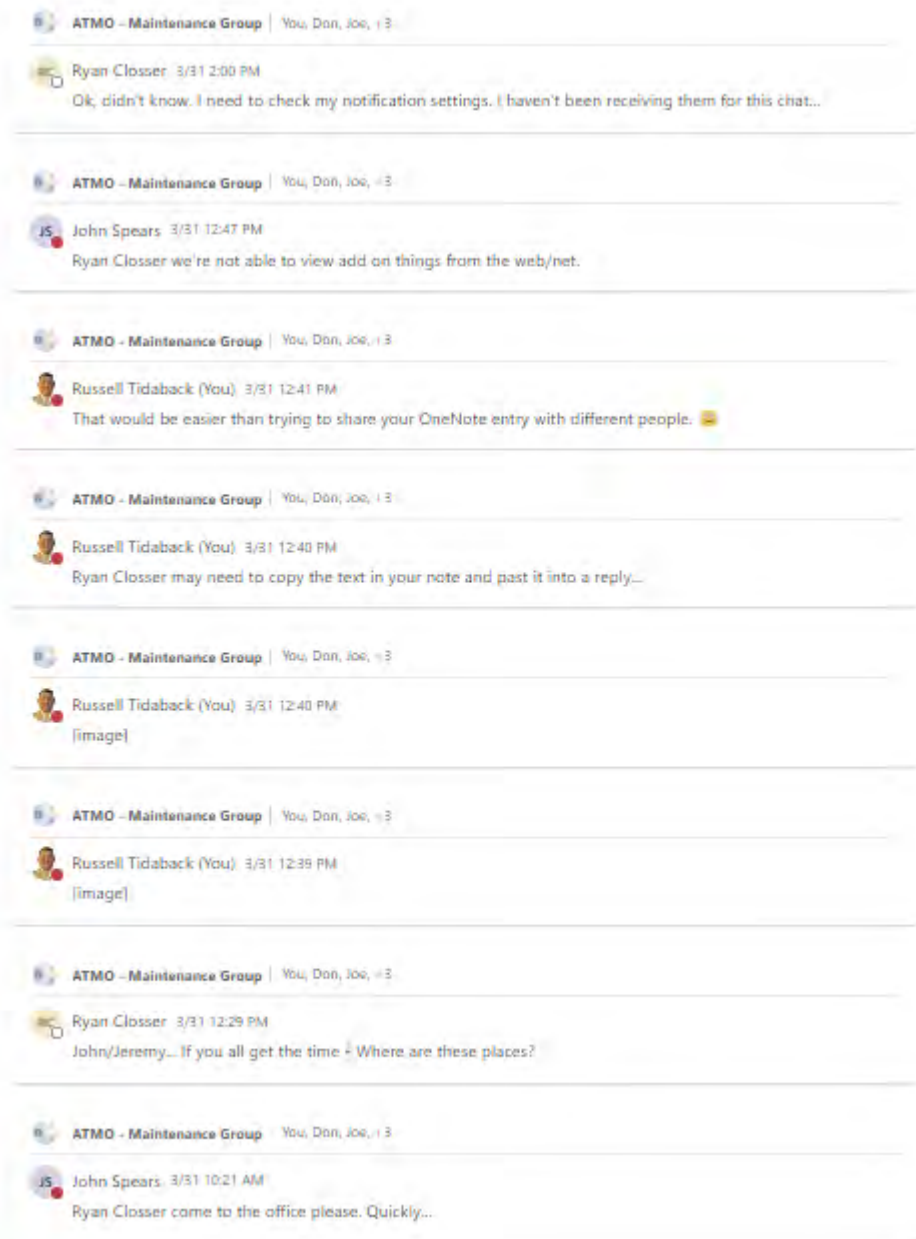 ATMO - Maintenance Group | You, Don, Joe, +3
Ryan Closser 3/31 2:00 PM
Ok, didn't know. I need to check my notification settings. I haven't been receiving them for this chat...
ATMO - Maintenance Group | You, Don, Joe, +3
JS John Spears 3/31 12:47 PM
Ryan Closser we're not able to view add on things from the web/net.
ATMO - Maintenance Group | You, Don, Joe, +3
Russell Tidaback (You) 3/31 12:41 PM
That would be easier than trying to share your OneNote entry with different people.
ATMO - Maintenance Group | You, Don, Joe, +3
Russell Tidaback (You) 3/31 12:40 PM
Ryan Closser may need to copy the text in your note and past it into a reply...
ATMO - Maintenance Group | You, Don, Joe, +3
Russell Tidaback (You) 3/31 12:40 PM
[image]
ATMO - Maintenance Group | You, Don, Joe, +3
Russell Tidaback (You) 3/31 12:39 PM
[image]
ATMO - Maintenance Group | You, Don, Joe, +3
Ryan Closser 3/31 12:29 PM
John/Jeremy... If you all get the time - Where are these places?
ATMO - Maintenance Group You, Don, Joe, +3
JS John Spears 3/31 10:21 AM
Ryan Closser come to the office please. Quickly...